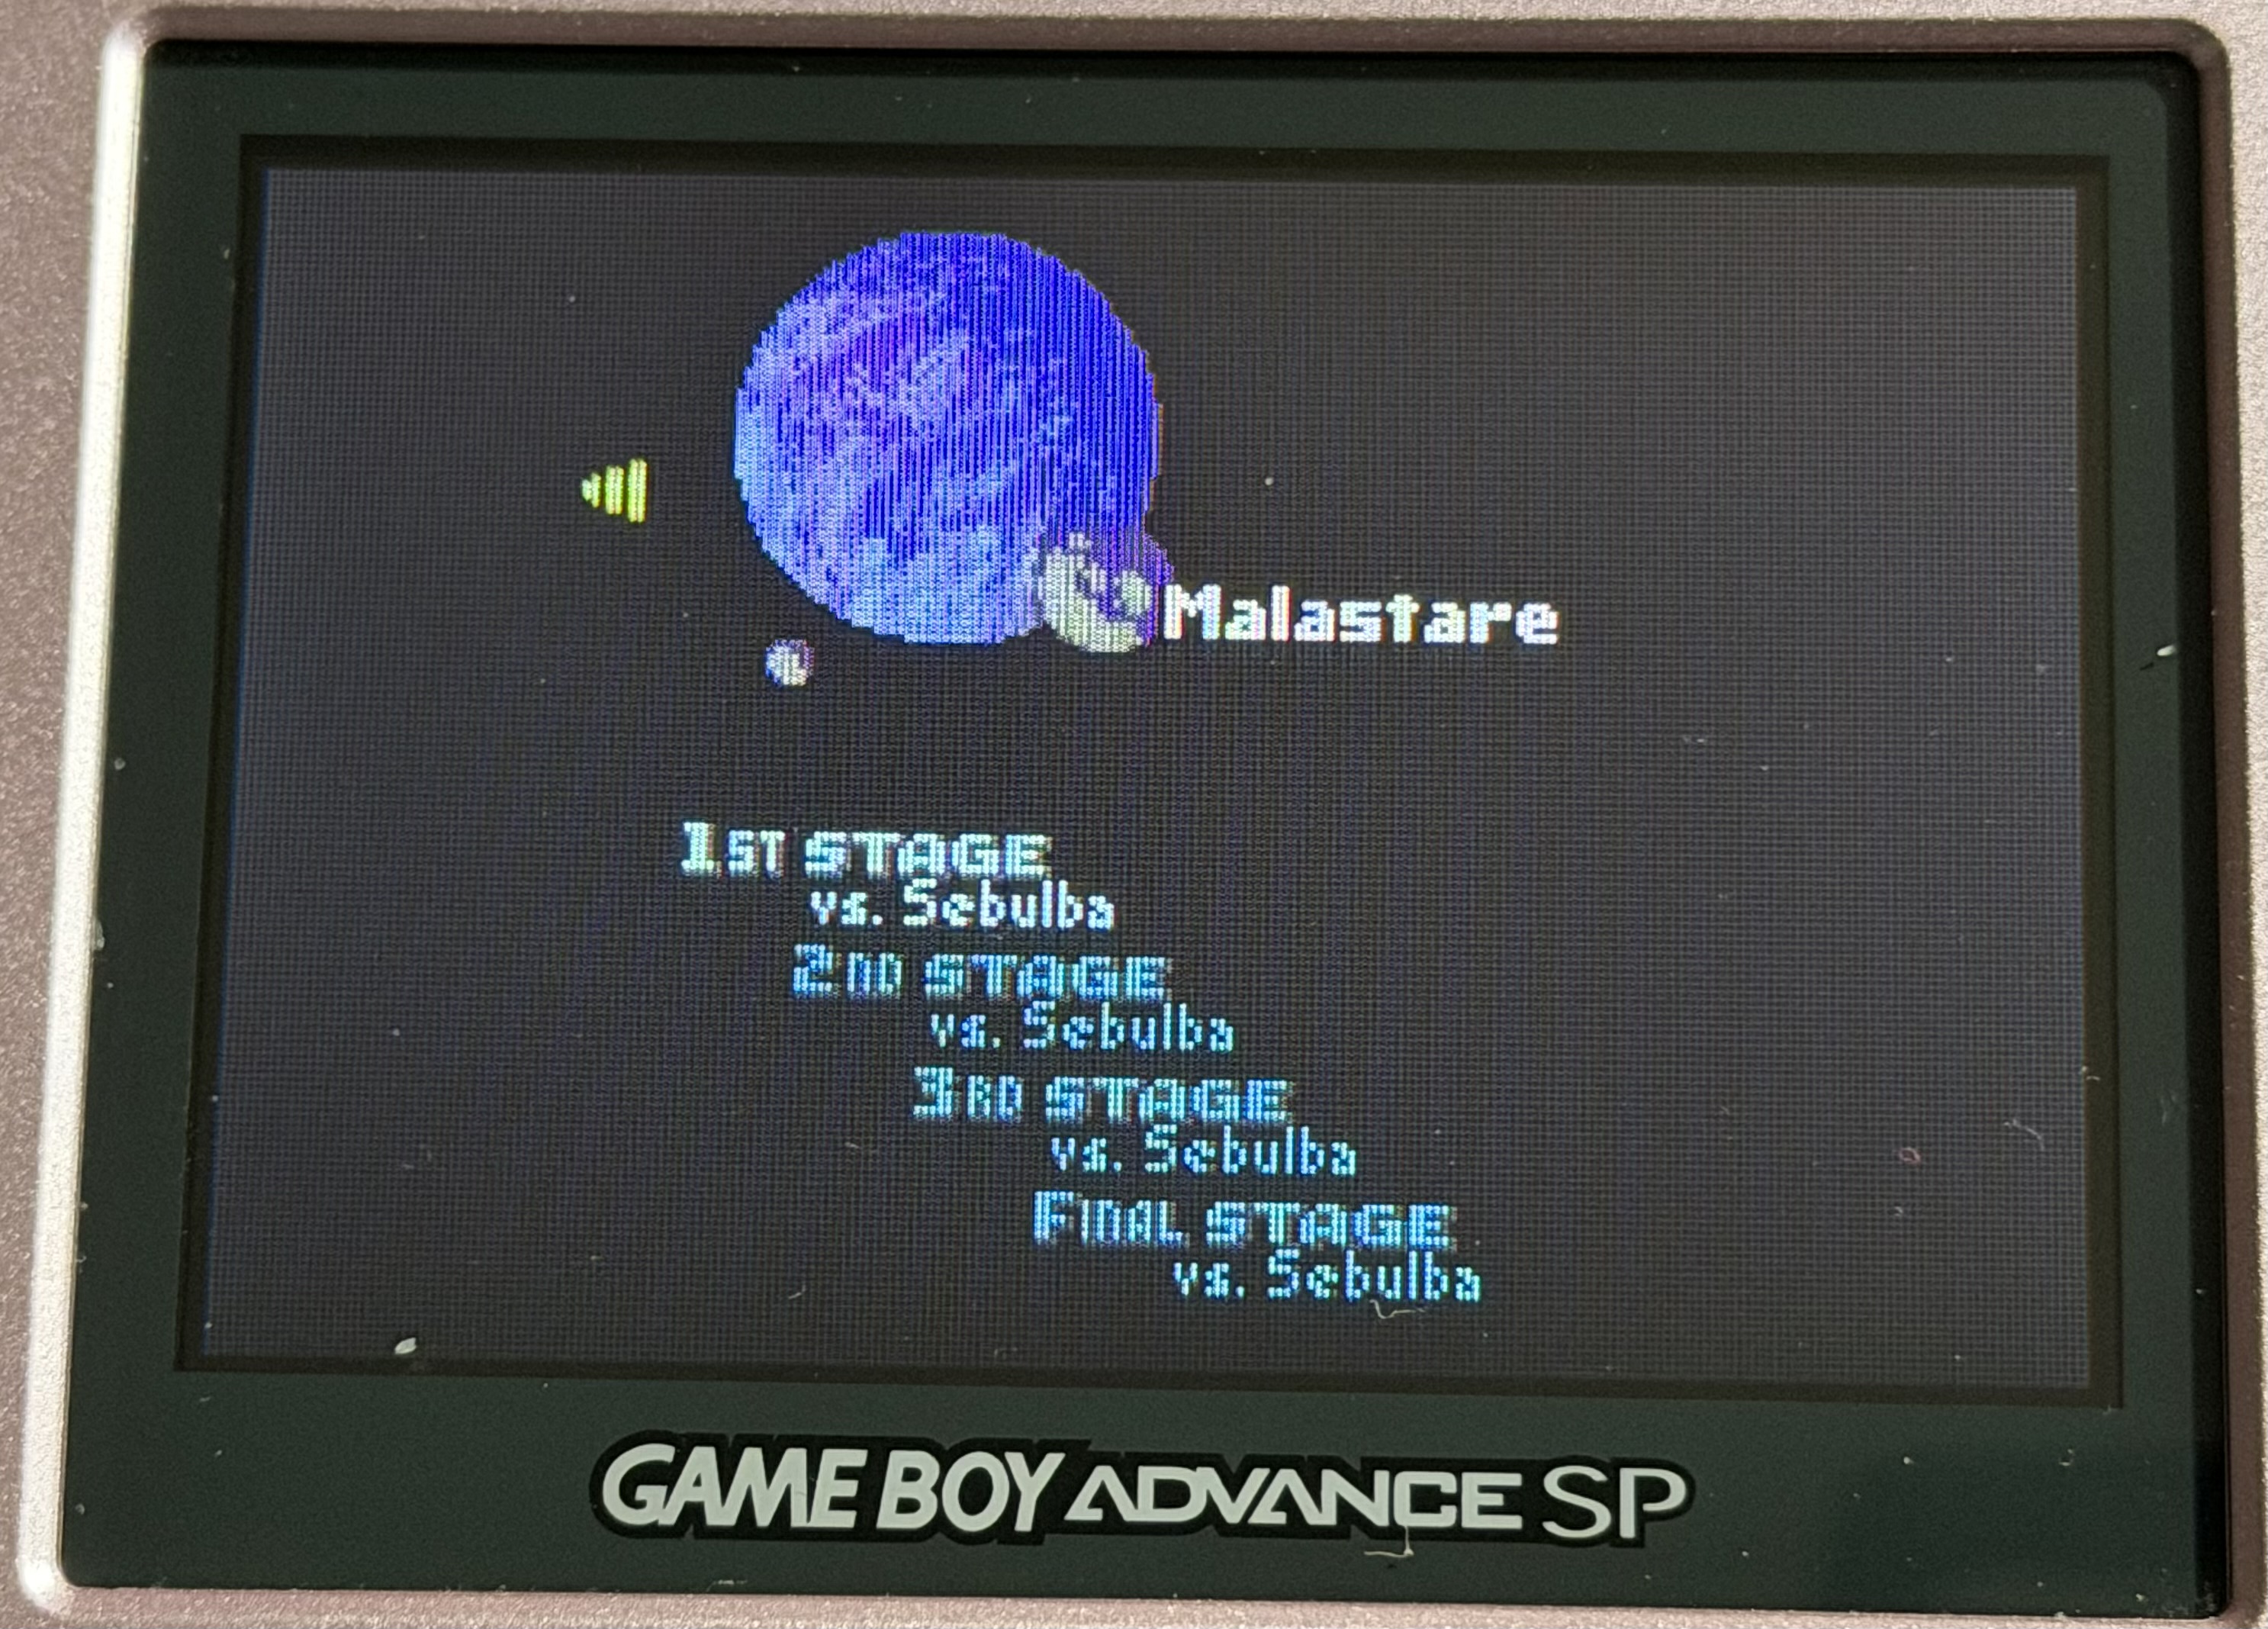 Malastare
1ST STAGE
vs. Sebulba
2ND STAGE
vs. Sebulba
3RD STAGE
vs. Sebulba
FINAL STAGE
vs. Sebulba
GAME BOY ADVANCE SP